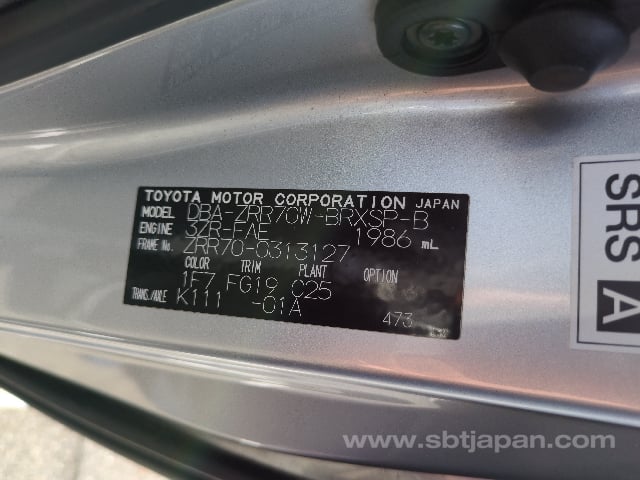 TOYOTA MOTOR CORPORATION JAPAN
MODEL DBA-ZRR70W-BRXSP-B
ENGINE 3ZR-FAE 1986 mL
FRAME No. ZRR70-0313127
COLOR TRIM PLANT OPTION
1F7 FG19 C25
TRANS./AXLE K111 -01A
473
SRS A
www.sbtjapan.com